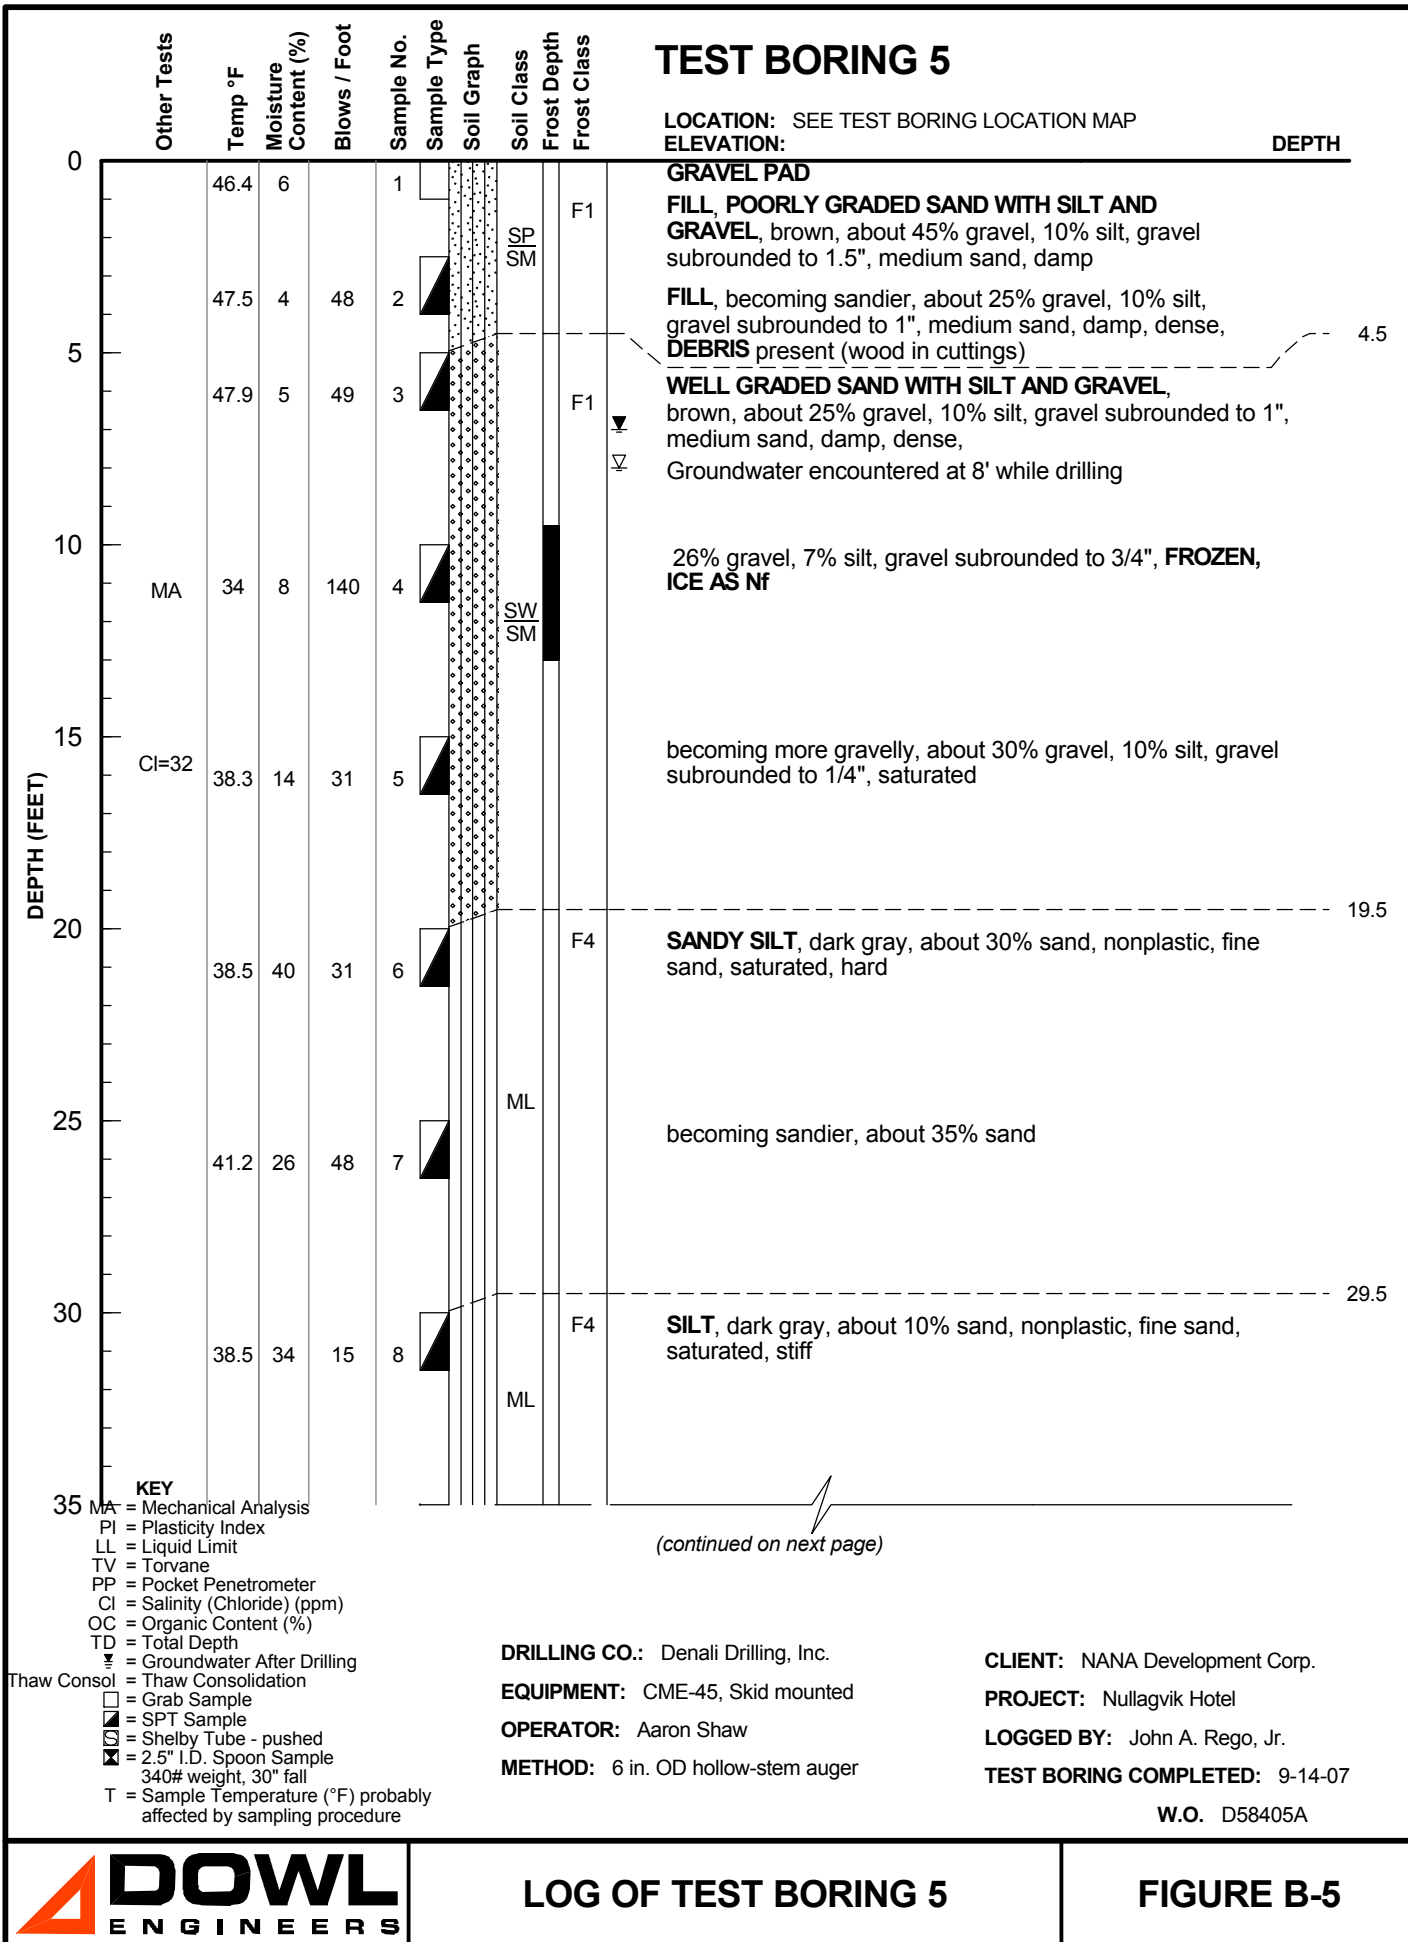 Other Tests
Temp °F
Moisture
Content (%)
Blows / Foot
Sample No.
Sample Type
Soil Graph
Soil Class
Frost Depth
Frost Class
TEST BORING 5
LOCATION: SEE TEST BORING LOCATION MAP
ELEVATION:
DEPTH
DEPTH (FEET)
0
46.4 6 1
F1
GRAVEL PAD
FILL, POORLY GRADED SAND WITH SILT AND
GRAVEL, brown, about 45% gravel, 10% silt, gravel
subrounded to 1.5", medium sand, damp
SP
SM
47.5 4 48 2
FILL, becoming sandier, about 25% gravel, 10% silt,
gravel subrounded to 1", medium sand, damp, dense,
DEBRIS present (wood in cuttings)
4.5
5
47.9 5 49 3
F1
WELL GRADED SAND WITH SILT AND GRAVEL,
brown, about 25% gravel, 10% silt, gravel subrounded to 1",
medium sand, damp, dense,
Groundwater encountered at 8' while drilling
10
MA 34 8 140 4
26% gravel, 7% silt, gravel subrounded to 3/4", FROZEN,
ICE AS Nf
SW
SM
15
Cl=32
38.3 14 31 5
becoming more gravelly, about 30% gravel, 10% silt, gravel
subrounded to 1/4", saturated
19.5
20
F4
38.5 40 31 6
SANDY SILT, dark gray, about 30% sand, nonplastic, fine
sand, saturated, hard
ML
25
41.2 26 48 7
becoming sandier, about 35% sand
29.5
30
F4
38.5 34 15 8
SILT, dark gray, about 10% sand, nonplastic, fine sand,
saturated, stiff
ML
35
(continued on next page)
KEY
MA = Mechanical Analysis
PI = Plasticity Index
LL = Liquid Limit
TV = Torvane
PP = Pocket Penetrometer
Cl = Salinity (Chloride) (ppm)
OC = Organic Content (%)
TD = Total Depth
= Groundwater After Drilling
Thaw Consol = Thaw Consolidation
= Grab Sample
= SPT Sample
S = Shelby Tube - pushed
= 2.5" I.D. Spoon Sample
340# weight, 30" fall
T = Sample Temperature (°F) probably
affected by sampling procedure
DRILLING CO.: Denali Drilling, Inc.
EQUIPMENT: CME-45, Skid mounted
OPERATOR: Aaron Shaw
METHOD: 6 in. OD hollow-stem auger
CLIENT: NANA Development Corp.
PROJECT: Nullagvik Hotel
LOGGED BY: John A. Rego, Jr.
TEST BORING COMPLETED: 9-14-07
W.O. D58405A
DOWL
ENGINEERS
LOG OF TEST BORING 5
FIGURE B-5